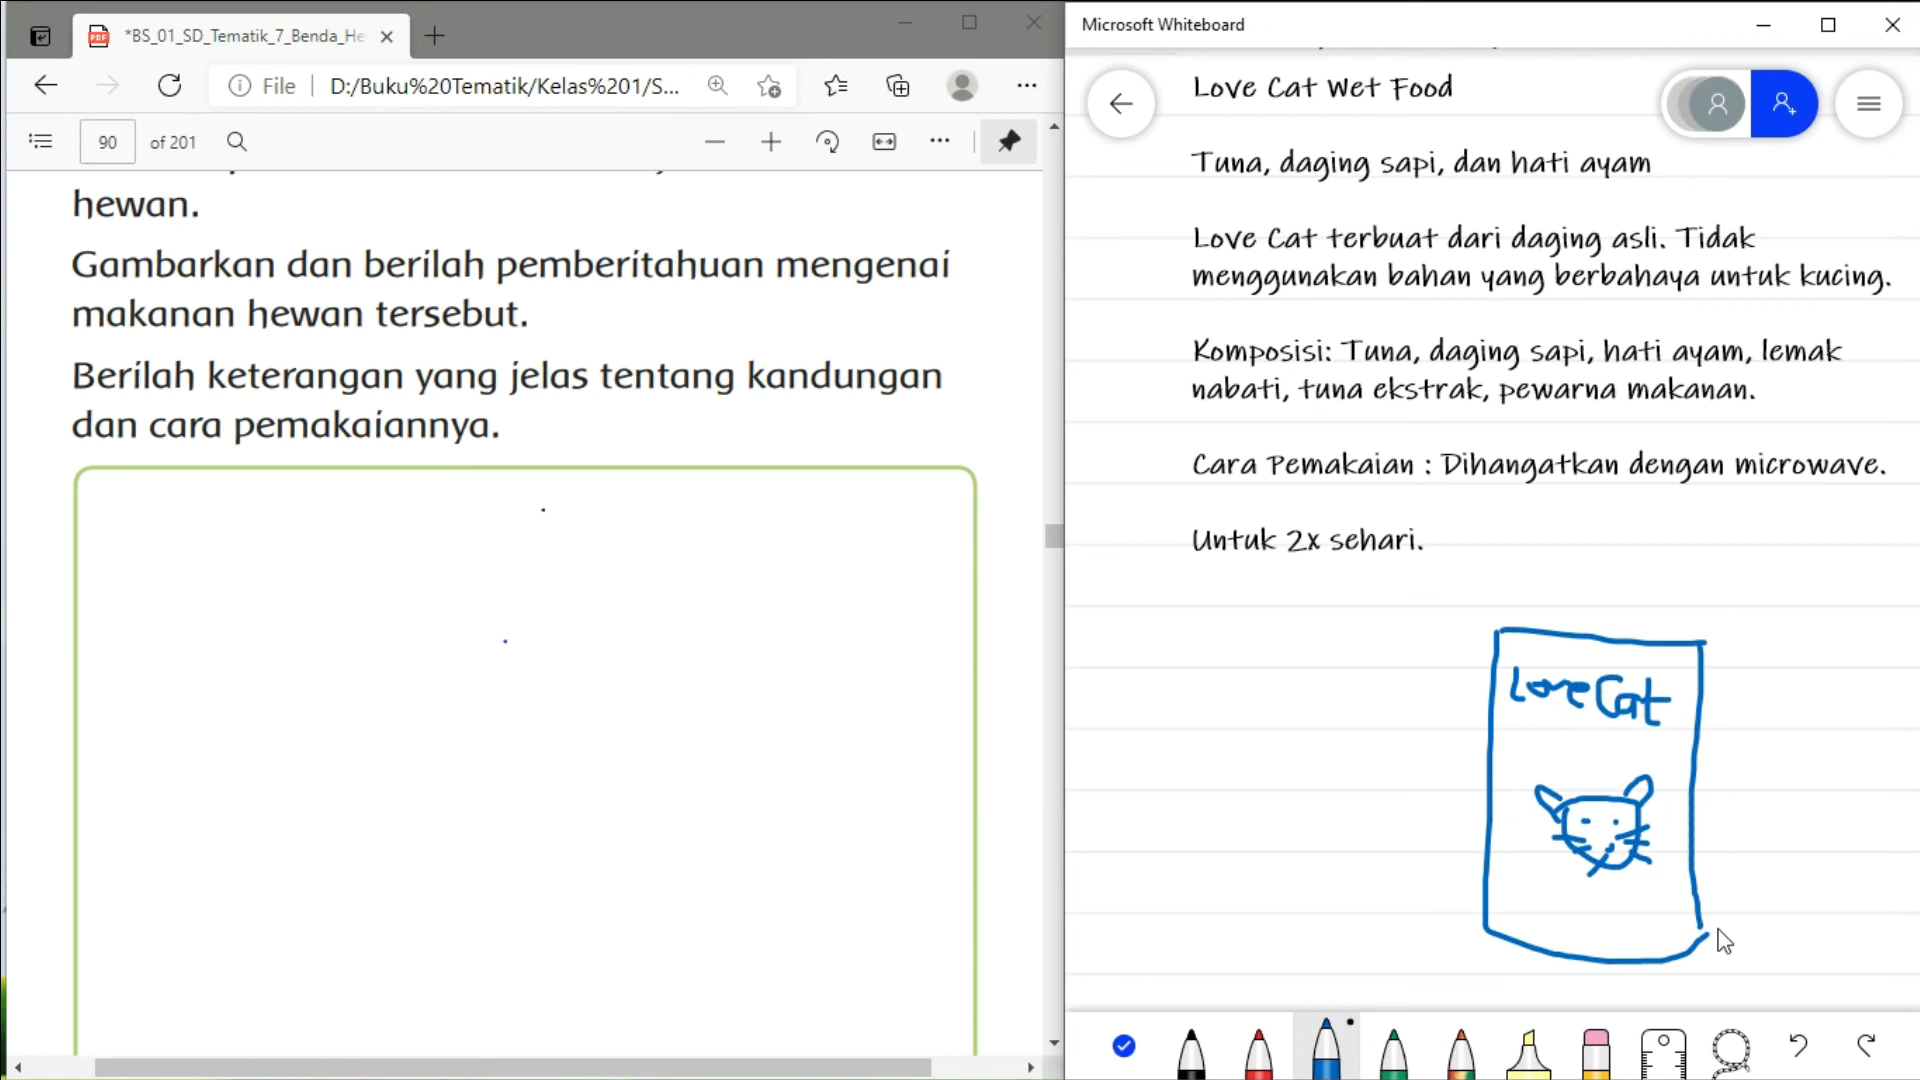 *BS_01_SD_Tematik_7_Benda_He
File
D:/Buku%20Tematik/Kelas%201/S...
90
of 201
hewan.
Gambarkan dan berilah pemberitahuan mengenai
makanan hewan tersebut.
Berilah keterangan yang jelas tentang kandungan
dan cara pemakaiannya.
Microsoft Whiteboard
Love Cat Wet Food
Tuna, daging sapi, dan hati ayam
Love Cat terbuat dari daging asli. Tidak
menggunakan bahan yang berbahaya untuk kucing.
Komposisi: Tuna, daging sapi, hati ayam, lemak
nabati, tuna ekstrak, pewarna makanan.
Cara Pemakaian : Dihangatkan dengan microwave.
Untuk 2x sehari.
Love Cat